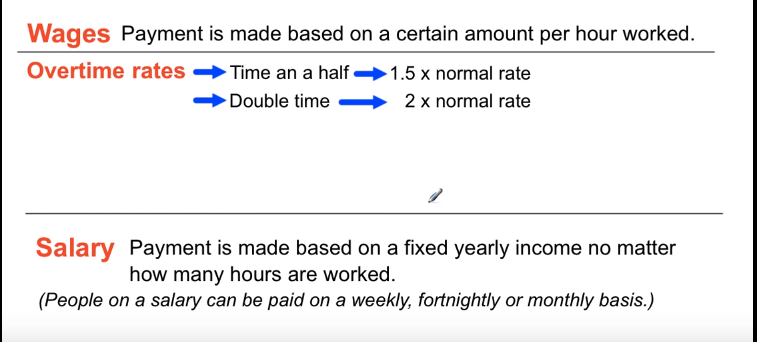 Wages Payment is made based on a certain amount per hour worked.
Overtime rates Time an a half 1.5 x normal rate
Double time 2 x normal rate
Salary Payment is made based on a fixed yearly income no matter
how many hours are worked.
(People on a salary can be paid on a weekly, fortnightly or monthly basis.)